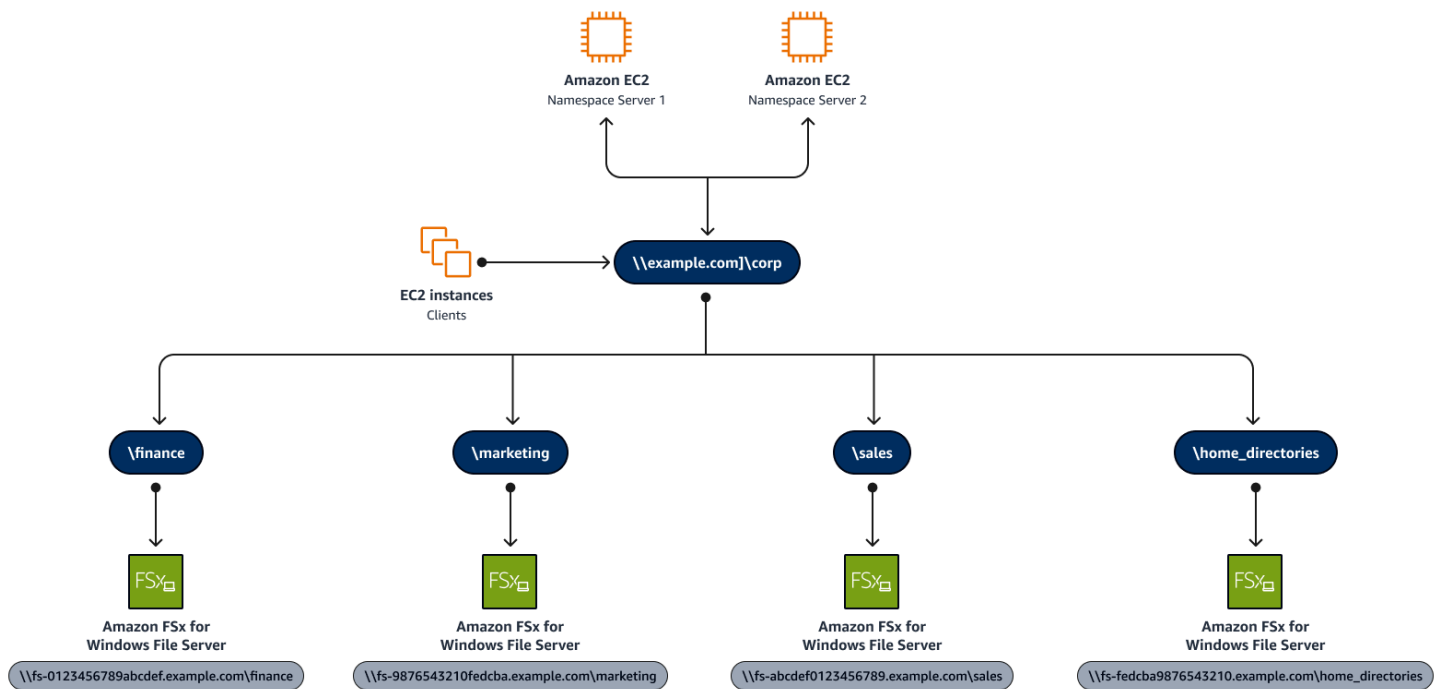 Amazon EC2
Namespace Server 1
Amazon EC2
Namespace Server 2
\\example.com]\corp
EC2 instances
Clients
\finance
\marketing
\sales
\home_directories
FSx
FSx
FSx
FSx
Amazon FSx for
Windows File Server
\\fs-0123456789abcdef.example.com\finance
Amazon FSx for
Windows File Server
\\fs-9876543210fedcba.example.com\marketing
Amazon FSx for
Windows File Server
\\fs-abcdef0123456789.example.com\sales
Amazon FSx for
Windows File Server
\\fs-fedcba9876543210.example.com\home_directories